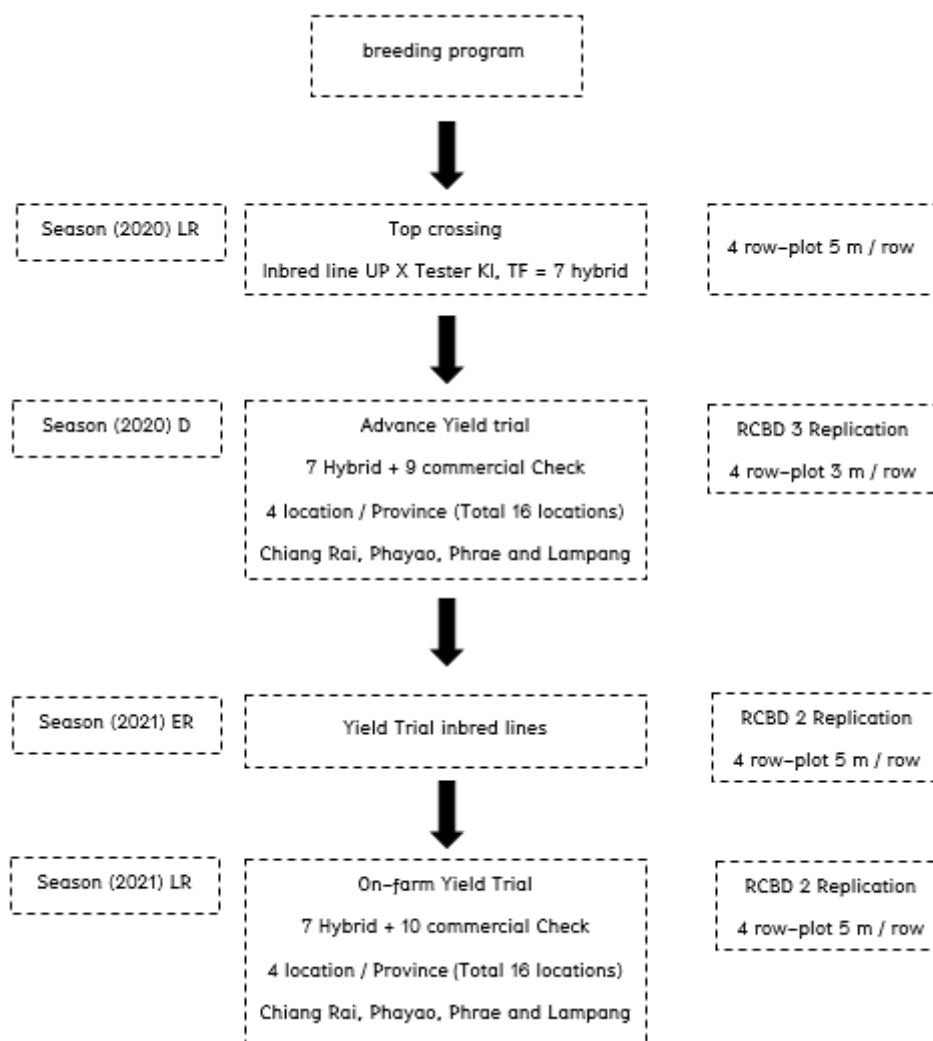 breeding program
Season (2020) LR
Top crossing
Inbred line UP X Tester KI, TF = 7 hybrid
4 row-plot 5 m / row
Season (2020) D
Advance Yield trial
7 Hybrid + 9 commercial Check
4 location / Province (Total 16 locations)
Chiang Rai, Phayao, Phrae and Lampang
RCBD 3 Replication
4 row-plot 3 m / row
Season (2021) ER
Yield Trial inbred lines
RCBD 2 Replication
4 row-plot 5 m / row
Season (2021) LR
On-farm Yield Trial
7 Hybrid + 10 commercial Check
4 location / Province (Total 16 locations)
Chiang Rai, Phayao, Phrae and Lampang
RCBD 2 Replication
4 row-plot 5 m / row